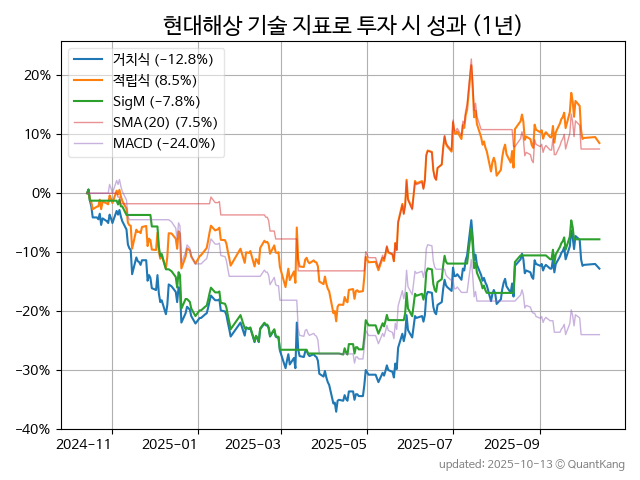 현대해상 기술 지표로 투자 시 성과 (1년)
거치식 (−12.8%)
적립식 (8.5%)
SigM (−7.8%)
SMA(20) (7.5%)
MACD (−24.0%)
20%
10%
0%
−10%
−20%
−30%
−40%
2024−11 2025−01 2025−03 2025−05 2025−07 2025−09
updated: 2025−10−13 ⓒ QuantKang